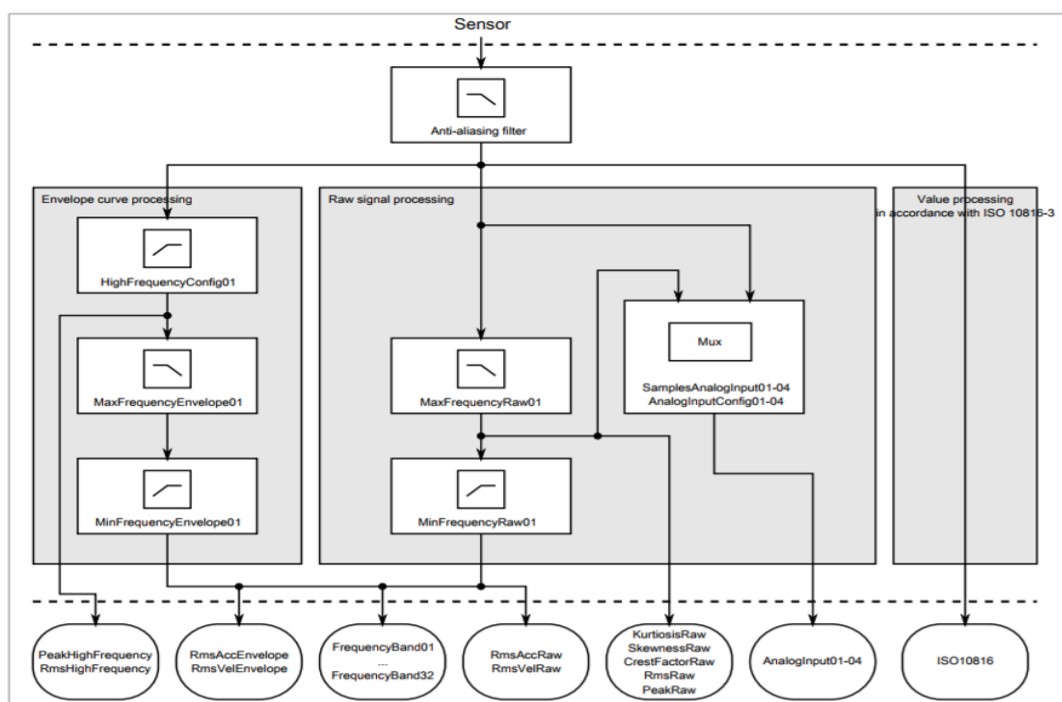 Sensor
Anti-aliasing filter
Envelope curve processing
Raw signal processing
Value processing
in accordance with ISO 10816-3
HighFrequencyConfig01
Mux
SamplesAnalogInput01-04
AnalogInputConfig01-04
MaxFrequencyEnvelope01
MaxFrequencyRaw01
MinFrequencyEnvelope01
MinFrequencyRaw01
PeakHighFrequency
RmsHighFrequency
RmsAccEnvelope
RmsVelEnvelope
FrequencyBand01
...
FrequencyBand32
RmsAccRaw
RmsVelRaw
KurtiosisRaw
SkewnessRaw
CrestFactorRaw
RmsRaw
PeakRaw
AnalogInput01-04
ISO10816